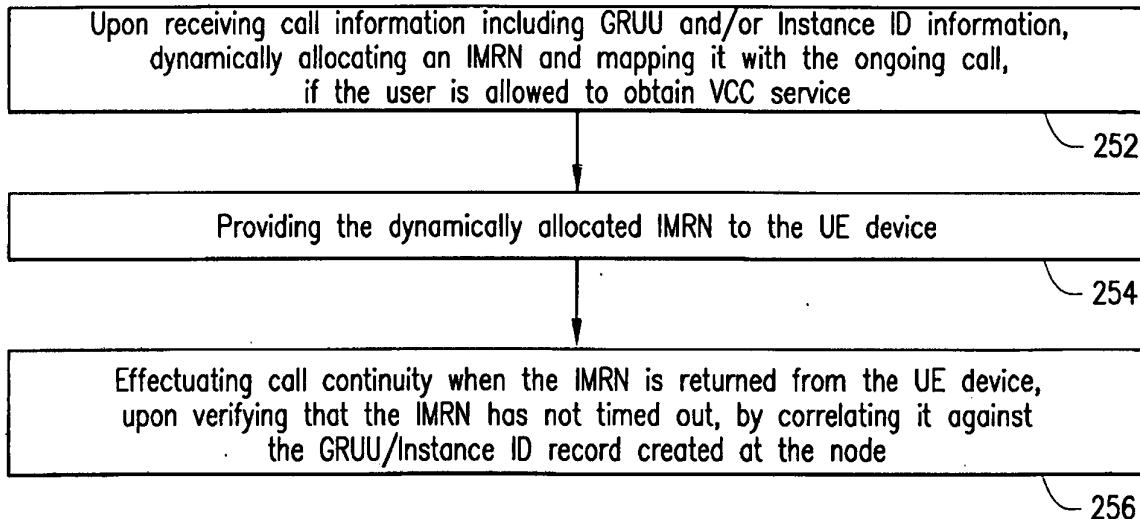 Upon receiving call information including GRUU and/or Instance ID information,
dynamically allocating an IMRN and mapping it with the ongoing call,
if the user is allowed to obtain VCC service
252
Providing the dynamically allocated IMRN to the UE device
254
Effectuating call continuity when the IMRN is returned from the UE device,
upon verifying that the IMRN has not timed out, by correlating it against
the GRUU/Instance ID record created at the node
256